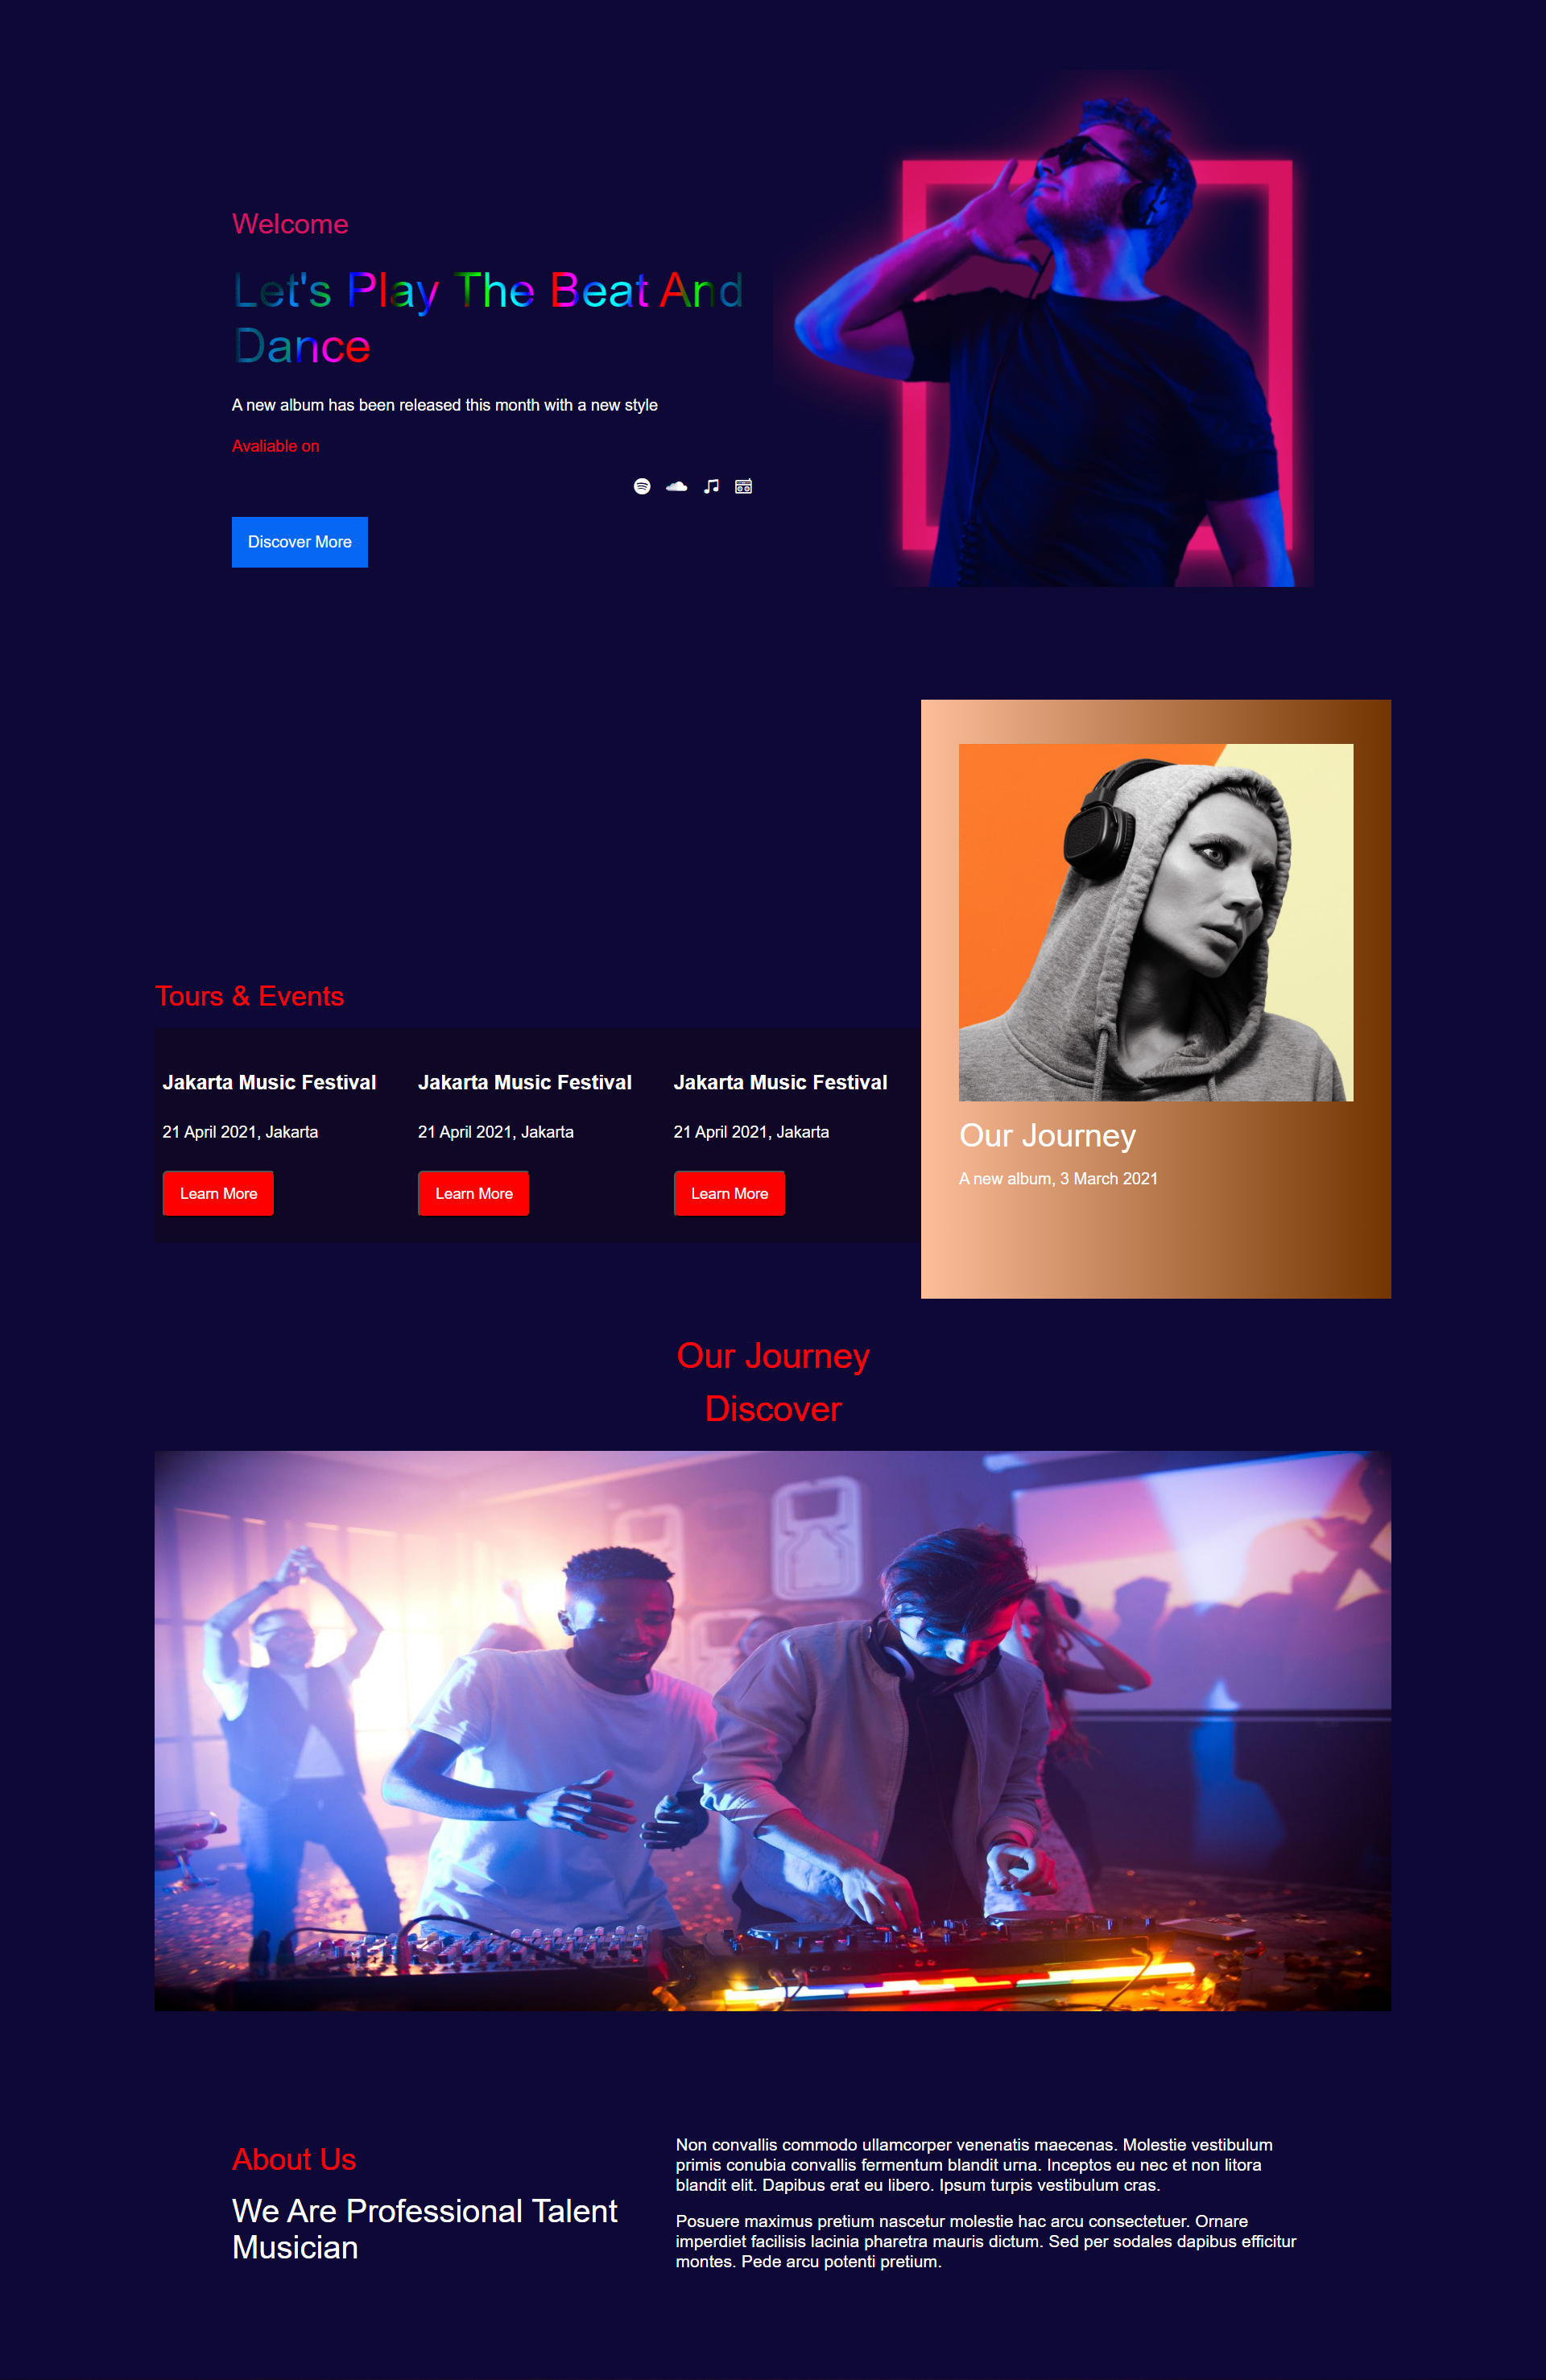 Welcome
Let's Play The Beat And
Dance
A new album has been released this month with a new style
Avaliable on
Discover More
Tours & Events
Jakarta Music Festival
21 April 2021, Jakarta
Learn More
Jakarta Music Festival
21 April 2021, Jakarta
Learn More
Jakarta Music Festival
21 April 2021, Jakarta
Learn More
Our Journey
A new album, 3 March 2021
Our Journey
Discover
About Us
We Are Professional Talent
Musician
Non convallis commodo ullamcorper venenatis maecenas. Molestie vestibulum
primis conubia convallis fermentum blandit urna. Inceptos eu nec et non litora
blandit elit. Dapibus erat eu libero. Ipsum turpis vestibulum cras.
Posuere maximus pretium nascetur molestie hac arcu consectetuer. Ornare
imperdiet facilisis lacinia pharetra mauris dictum. Sed per sodales dapibus efficitur
montes. Pede arcu potenti pretium.